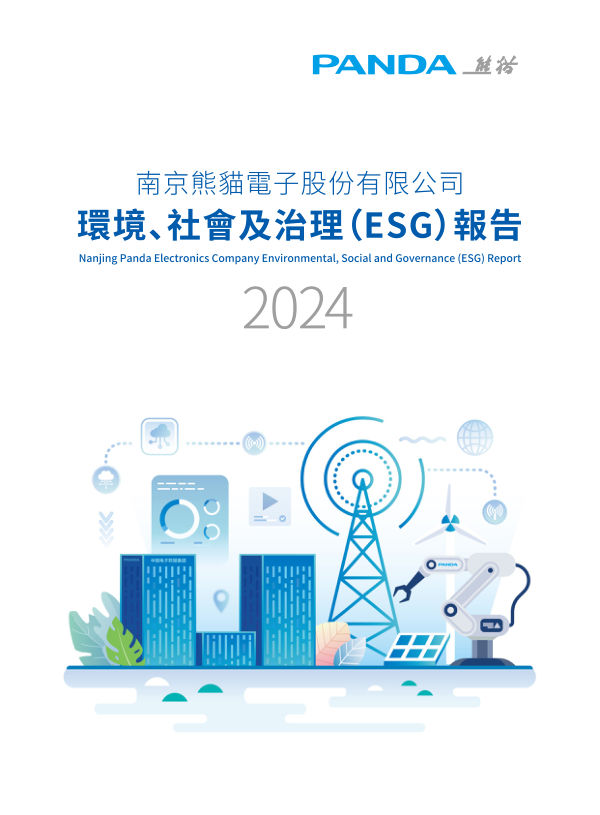 PANDA 熊猫
南京熊貓電子股份有限公司
環境、社會及治理（ESG）報告
Nanjing Panda Electronics Company Environmental, Social and Governance (ESG) Report
2024
PANDA